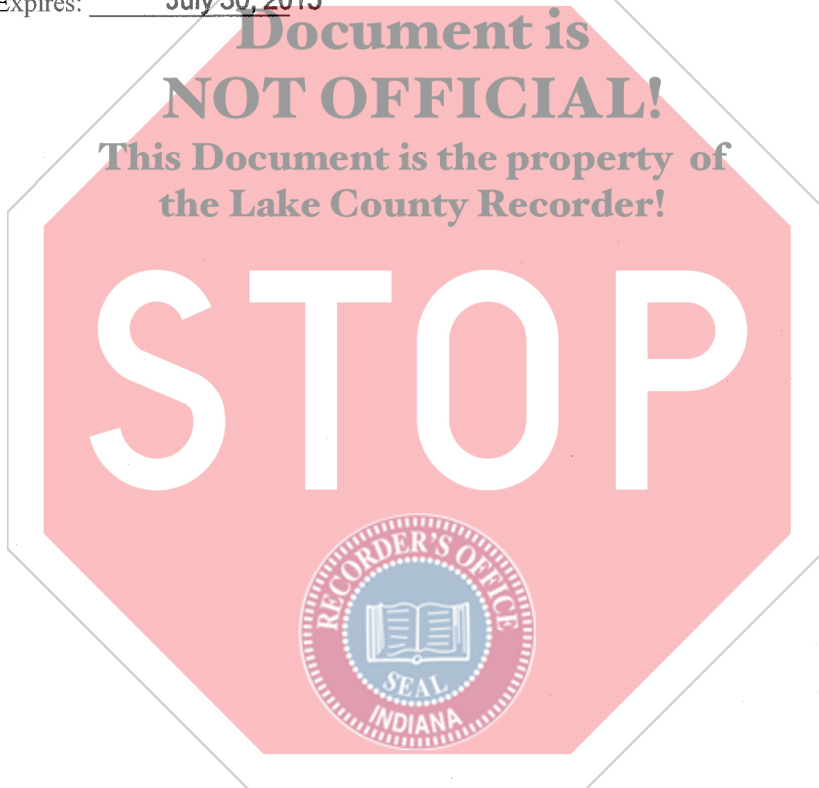 Expires: July 30, 2015
Document is
NOT OFFICIAL!
This Document is the property of
the Lake County Recorder!
STOP
RECORDER'S OFFICE
SEAL
INDIANA